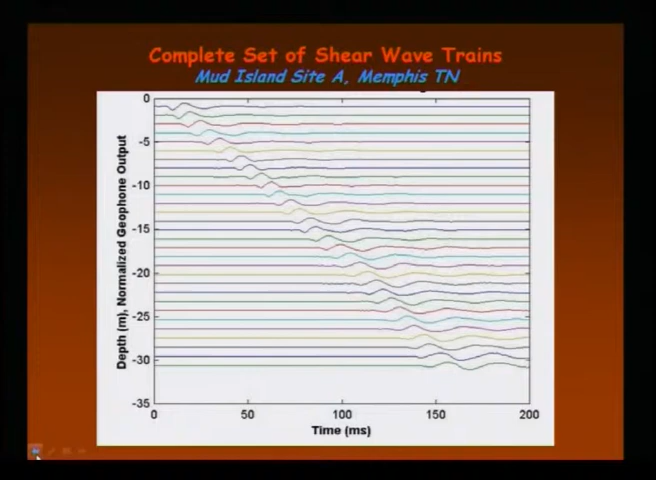 Complete Set of Shear Wave Trains
Mud Island Site A, Memphis TN
Depth (m), Normalized Geophone Output
0
-5
-10
-15
-20
-25
-30
-35
0 50 100 150 200
Time (ms)